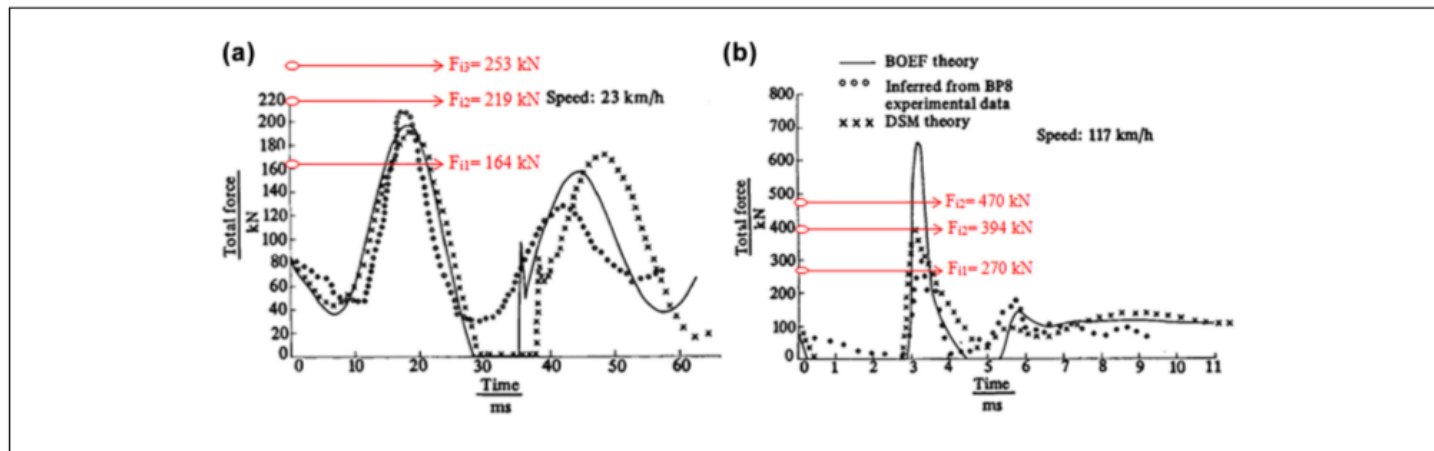 (a)
Fi3= 253 kN
Fi2= 219 kN
Speed: 23 km/h
Fi1= 164 kN
220
200
180
160
140
120
100
80
60
40
20
0
Total force
kN
0 10 20 30 40 50 60
Time
ms
(b)
BOEF theory
Inferred from BP8
experimental data
××× DSM theory
Speed: 117 km/h
800
700
600
500
400
300
200
100
0
Total force
kN
Fi2= 470 kN
Fi2= 394 kN
Fi1= 270 kN
0 1 2 3 4 5 6 7 8 9 10 11
Time
ms